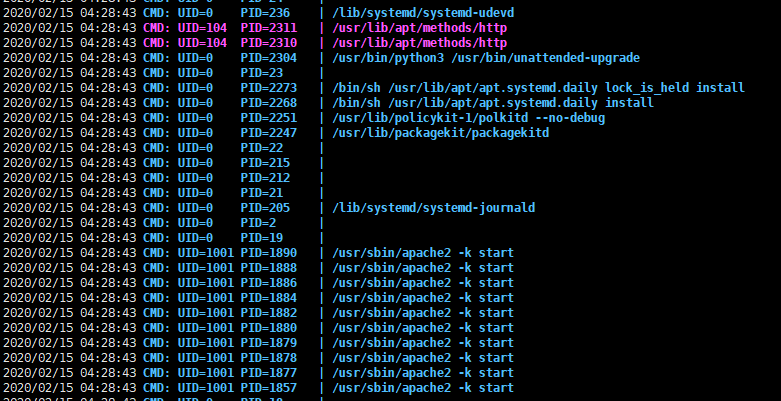 2020/02/15 04:28:43 CMD: UID=0    PID=236    | /lib/systemd/systemd-udevd
2020/02/15 04:28:43 CMD: UID=104  PID=2311   | /usr/lib/apt/methods/http
2020/02/15 04:28:43 CMD: UID=104  PID=2310   | /usr/lib/apt/methods/http
2020/02/15 04:28:43 CMD: UID=0    PID=2304   | /usr/bin/python3 /usr/bin/unattended-upgrade
2020/02/15 04:28:43 CMD: UID=0    PID=23     |
2020/02/15 04:28:43 CMD: UID=0    PID=2273   | /bin/sh /usr/lib/apt/apt.systemd.daily lock_is_held install
2020/02/15 04:28:43 CMD: UID=0    PID=2268   | /bin/sh /usr/lib/apt/apt.systemd.daily install
2020/02/15 04:28:43 CMD: UID=0    PID=2251   | /usr/lib/policykit-1/polkitd --no-debug
2020/02/15 04:28:43 CMD: UID=0    PID=2247   | /usr/lib/packagekit/packagekitd
2020/02/15 04:28:43 CMD: UID=0    PID=22     |
2020/02/15 04:28:43 CMD: UID=0    PID=215    |
2020/02/15 04:28:43 CMD: UID=0    PID=212    |
2020/02/15 04:28:43 CMD: UID=0    PID=21     |
2020/02/15 04:28:43 CMD: UID=0    PID=205    | /lib/systemd/systemd-journald
2020/02/15 04:28:43 CMD: UID=0    PID=2      |
2020/02/15 04:28:43 CMD: UID=0    PID=19     |
2020/02/15 04:28:43 CMD: UID=1001 PID=1890   | /usr/sbin/apache2 -k start
2020/02/15 04:28:43 CMD: UID=1001 PID=1888   | /usr/sbin/apache2 -k start
2020/02/15 04:28:43 CMD: UID=1001 PID=1886   | /usr/sbin/apache2 -k start
2020/02/15 04:28:43 CMD: UID=1001 PID=1884   | /usr/sbin/apache2 -k start
2020/02/15 04:28:43 CMD: UID=1001 PID=1882   | /usr/sbin/apache2 -k start
2020/02/15 04:28:43 CMD: UID=1001 PID=1880   | /usr/sbin/apache2 -k start
2020/02/15 04:28:43 CMD: UID=1001 PID=1879   | /usr/sbin/apache2 -k start
2020/02/15 04:28:43 CMD: UID=1001 PID=1878   | /usr/sbin/apache2 -k start
2020/02/15 04:28:43 CMD: UID=1001 PID=1877   | /usr/sbin/apache2 -k start
2020/02/15 04:28:43 CMD: UID=1001 PID=1857   | /usr/sbin/apache2 -k start